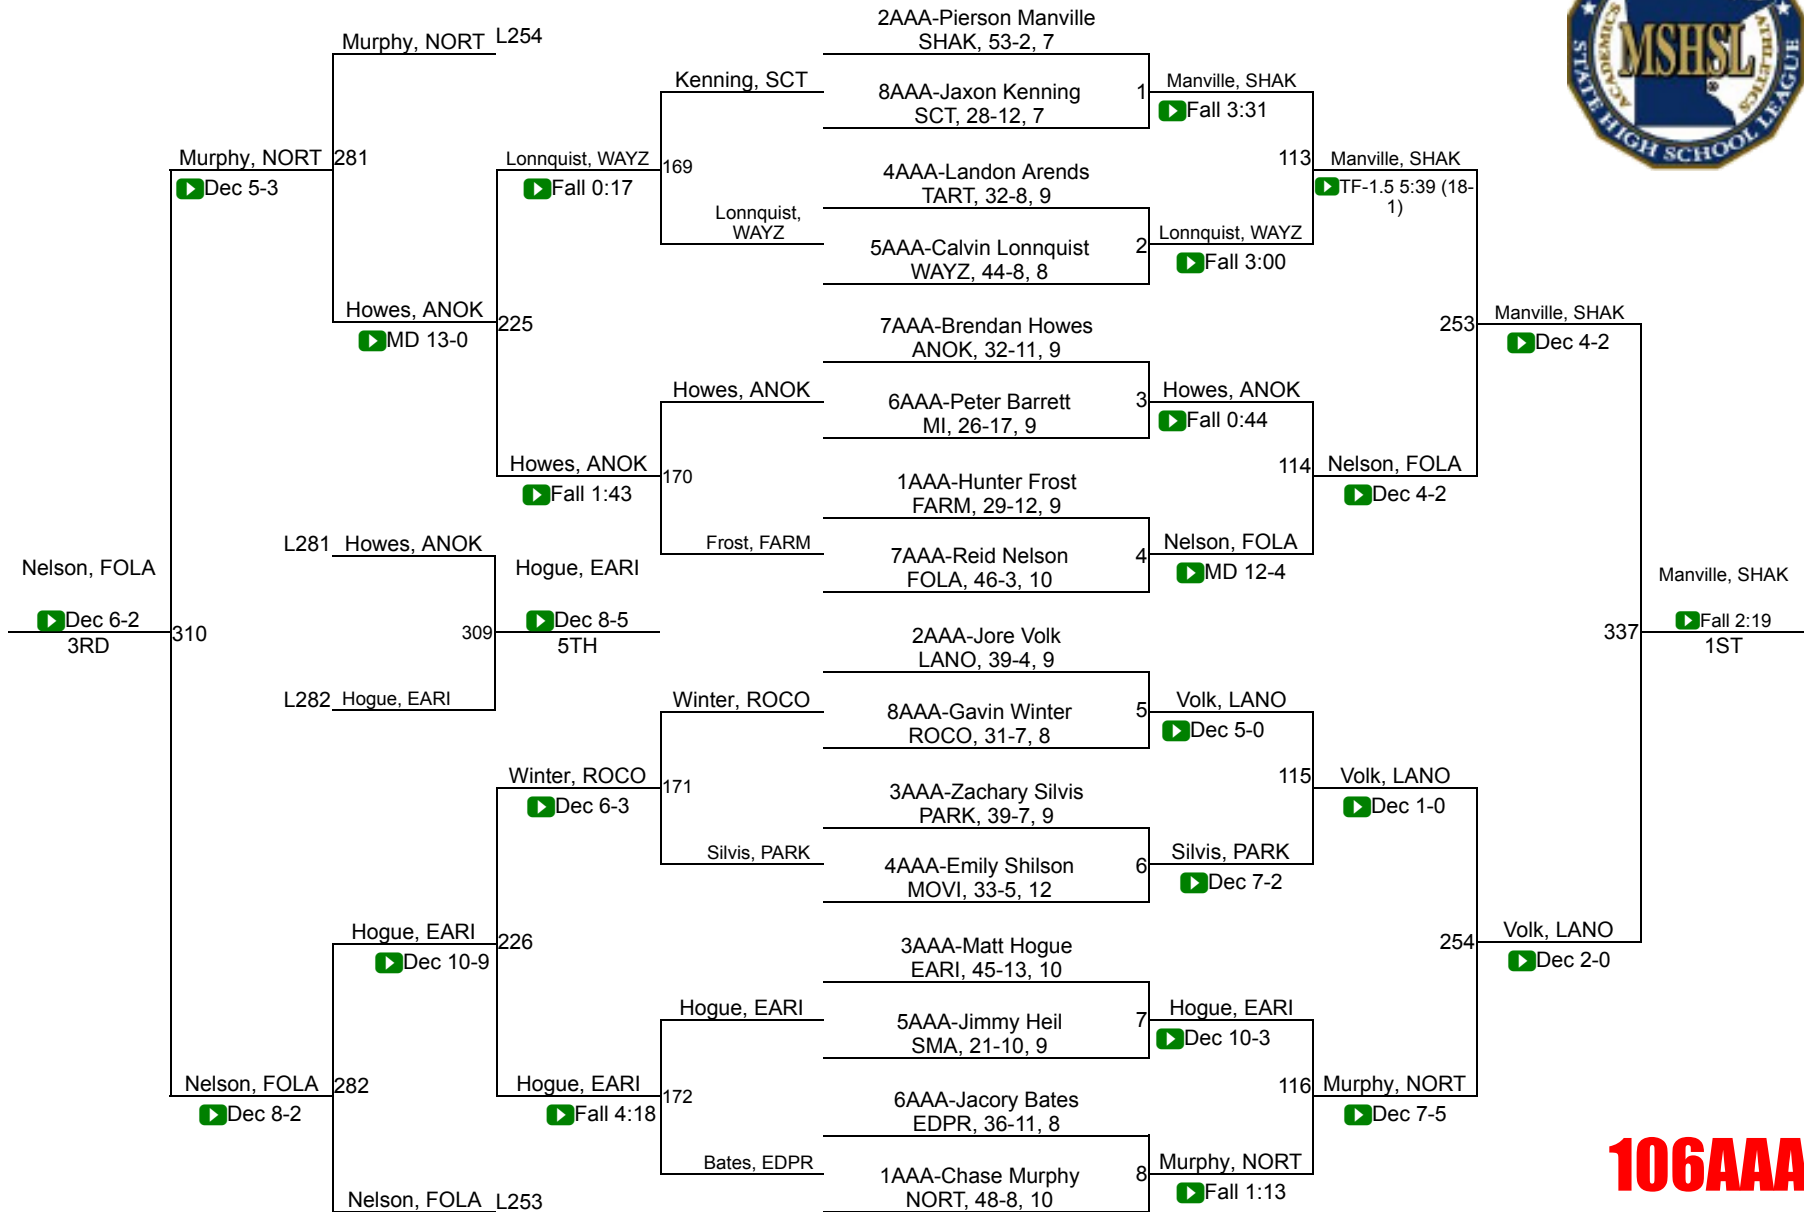 2AAA-Pierson Manville
SHAK, 53-2, 7
8AAA-Jaxon Kenning
SCT, 28-12, 7
4AAA-Landon Arends
TART, 32-8, 9
5AAA-Calvin Lonnquist
WAYZ, 44-8, 8
7AAA-Brendan Howes
ANOK, 32-11, 9
6AAA-Peter Barrett
MI, 26-17, 9
1AAA-Hunter Frost
FARM, 29-12, 9
7AAA-Reid Nelson
FOLA, 46-3, 10
2AAA-Jore Volk
LANO, 39-4, 9
8AAA-Gavin Winter
ROCO, 31-7, 8
3AAA-Zachary Silvis
PARK, 39-7, 9
4AAA-Emily Shilson
MOVI, 33-5, 12
3AAA-Matt Hogue
EARI, 45-13, 10
5AAA-Jimmy Heil
SMA, 21-10, 9
6AAA-Jacory Bates
EDPR, 36-11, 8
1AAA-Chase Murphy
NORT, 48-8, 10
1
Manville, SHAK
Fall 3:31
2
Lonnquist, WAYZ
Fall 3:00
3
Howes, ANOK
Fall 0:44
4
Nelson, FOLA
MD 12-4
5
Volk, LANO
Dec 5-0
6
Silvis, PARK
Dec 7-2
7
Hogue, EARI
Dec 10-3
8
Murphy, NORT
Fall 1:13
113
Manville, SHAK
TF-1.5 5:39 (18-
1)
114
Nelson, FOLA
Dec 4-2
115
Volk, LANO
Dec 1-0
116
Murphy, NORT
Dec 7-5
253
Manville, SHAK
Dec 4-2
254
Volk, LANO
Dec 2-0
337
Manville, SHAK
Fall 2:19
1ST
Kenning, SCT
Lonnquist,
WAYZ
169
Lonnquist, WAYZ
Fall 0:17
Howes, ANOK
Frost, FARM
170
Howes, ANOK
Fall 1:43
Winter, ROCO
Silvis, PARK
171
Winter, ROCO
Dec 6-3
Hogue, EARI
Bates, EDPR
172
Hogue, EARI
Fall 4:18
225
Howes, ANOK
MD 13-0
226
Hogue, EARI
Dec 10-9
Murphy, NORT
L254
281
Murphy, NORT
Dec 5-3
Nelson, FOLA
L253
282
Nelson, FOLA
Dec 8-2
L281
Howes, ANOK
L282
Hogue, EARI
309
Hogue, EARI
Dec 8-5
5TH
310
Nelson, FOLA
Dec 6-2
3RD
MSHSL
ACADEMICS
ATHLETICS
STATE HIGH SCHOOL LEAGUE
106AAA